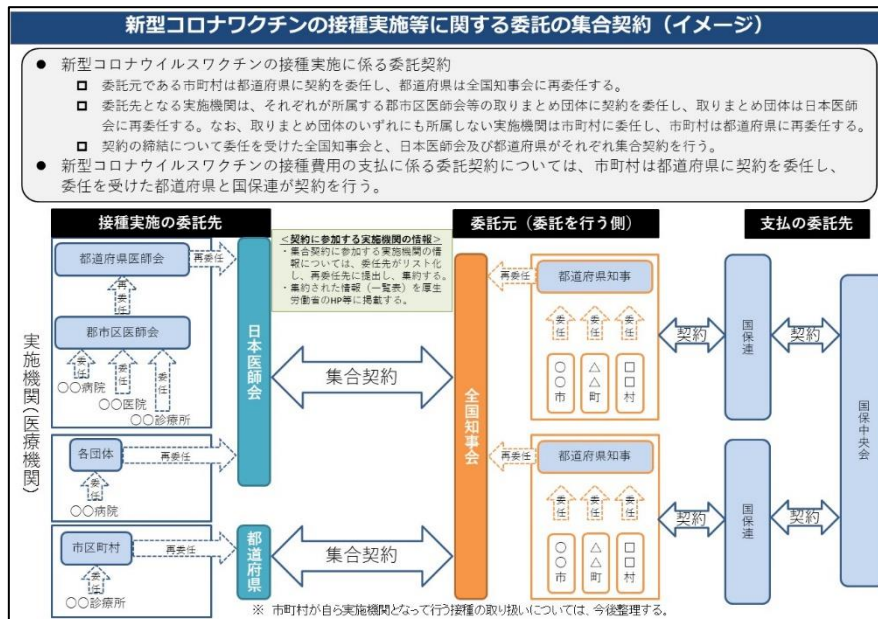 新型コロナワクチンの接種実施等に関する委託の集合契約（イメージ）
● 新型コロナウイルスワクチンの接種実施に係る委託契約
□ 委託元である市町村は都道府県に契約を委任し、都道府県は全国知事会に再委任する。
□ 委託先となる実施機関は、それぞれが所属する郡市区医師会等の取りまとめ団体に契約を委任し、取りまとめ団体は日本医師
会に再委任する。なお、取りまとめ団体のいずれにも所属しない実施機関は市町村に委任し、市町村は都道府県に再委任する。
□ 契約の締結について委任を受けた全国知事会と、日本医師会及び都道府県がそれぞれ集合契約を行う。
● 新型コロナウイルスワクチンの接種費用の支払に係る委託契約については、市町村は都道府県に契約を委任し、
委任を受けた都道府県と国保連が契約を行う。
接種実施の委託先
委託元（委託を行う側）
支払の委託先
＜契約に参加する実施機関の情報＞
・集合契約に参加する実施機関の情
報については、委任先がリスト化
し、再委任先に提出し、集約する。
・集約された情報（一覧表）を厚生
労働省のHP等に掲載する。
実施機関（医療機関）
都道府県医師会
再委任
再委任
郡市区医師会
委任
委任
委任
〇〇病院
〇〇医院
〇〇診療所
各団体
再委任
委任
〇〇病院
市区町村
再委任
委任
〇〇診療所
日本医師会
都道府県
集合契約
集合契約
全国知事会
再委任
都道府県知事
委任
委任
委任
〇〇市
△△町
□□村
再委任
都道府県知事
委任
委任
委任
〇〇市
△△町
□□村
契約
国保連
契約
契約
国保連
契約
国保中央会
※ 市町村が自ら実施機関となって行う接種の取り扱いについては、今後整理する。